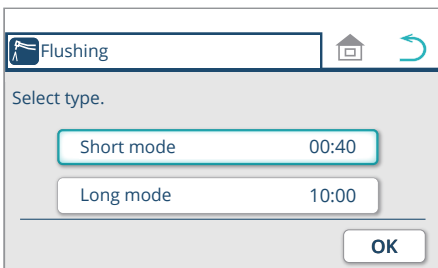 Flushing
Select type.
Short mode 00:40
Long mode 10:00
OK